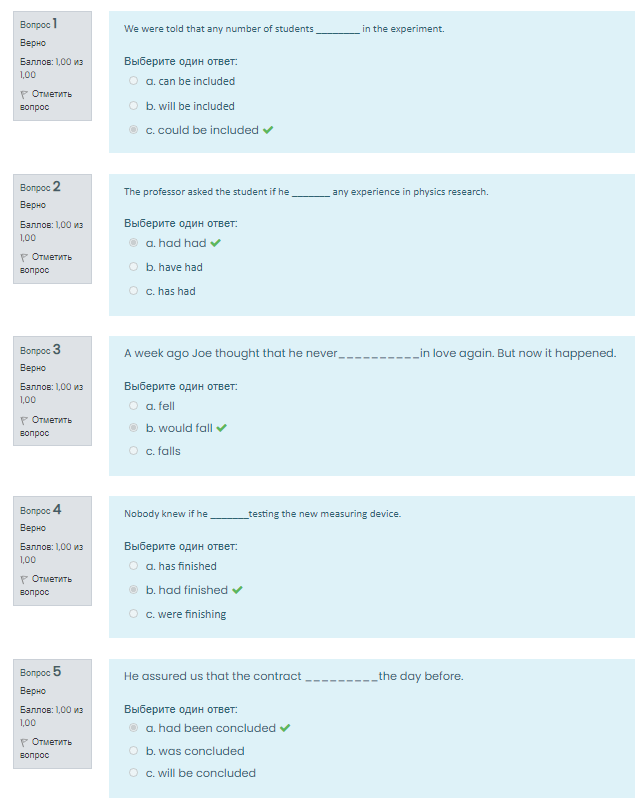 Вопрос 1
Верно
Баллов: 1,00 из
1,00
Отметить
вопрос
We were told that any number of students ________ in the experiment.
Выберите один ответ:
a. can be included
b. will be included
c. could be included
Вопрос 2
Верно
Баллов: 1,00 из
1,00
Отметить
вопрос
The professor asked the student if he _______ any experience in physics research.
Выберите один ответ:
a. had had
b. have had
c. has had
Вопрос 3
Верно
Баллов: 1,00 из
1,00
Отметить
вопрос
A week ago Joe thought that he never__________in love again. But now it happened.
Выберите один ответ:
a. fell
b. would fall
c. falls
Вопрос 4
Верно
Баллов: 1,00 из
1,00
Отметить
вопрос
Nobody knew if he _______testing the new measuring device.
Выберите один ответ:
a. has finished
b. had finished
c. were finishing
Вопрос 5
Верно
Баллов: 1,00 из
1,00
Отметить
вопрос
He assured us that the contract _________the day before.
Выберите один ответ:
a. had been concluded
b. was concluded
c. will be concluded